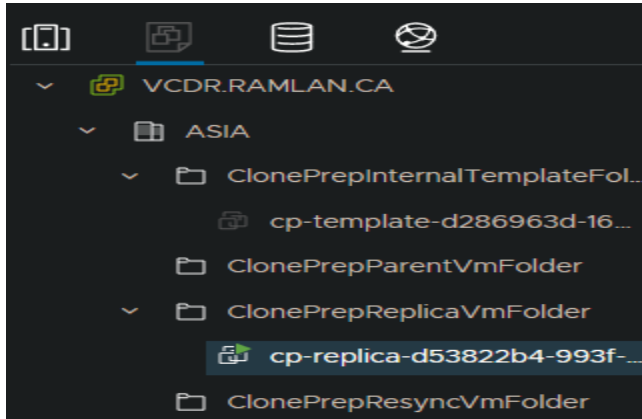 VCDR.RAMLAN.CA
ASIA
ClonePrepInternalTemplateFol...
cp-template-d286963d-16...
ClonePrepParentVmFolder
ClonePrepReplicaVmFolder
cp-replica-d53822b4-993f-...
ClonePrepResyncVmFolder